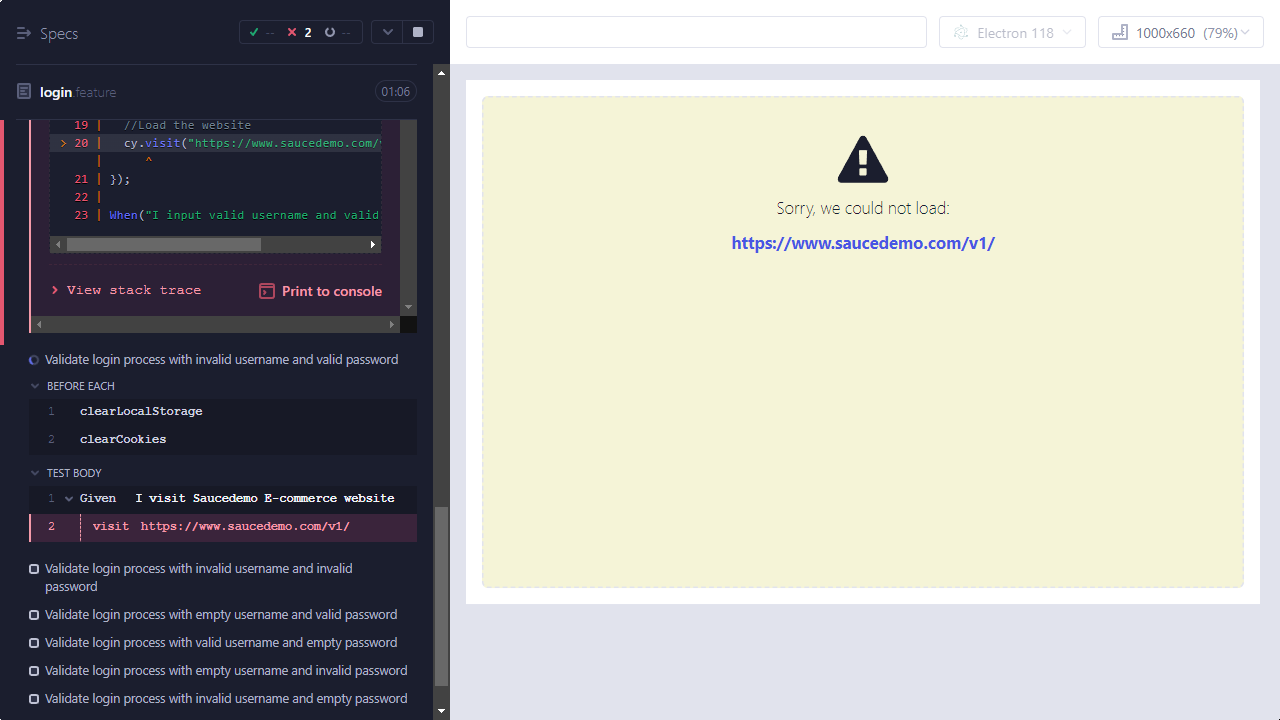 Specs
-- 2 --
Electron 118
1000x660 (79%)
login.feature
01:06
19 | //Load the website
> 20 | cy.visit("https://www.saucedemo.com/
| ^
21 | });
22 |
23 | When("I input valid username and valid
View stack trace
Print to console
Sorry, we could not load:
https://www.saucedemo.com/v1/
Validate login process with invalid username and valid password
BEFORE EACH
1 clearLocalStorage
2 clearCookies
TEST BODY
1 Given I visit Saucedemo E-commerce website
2 visit https://www.saucedemo.com/v1/
Validate login process with invalid username and invalid
password
Validate login process with empty username and valid password
Validate login process with valid username and empty password
Validate login process with empty username and invalid password
Validate login process with invalid username and empty password